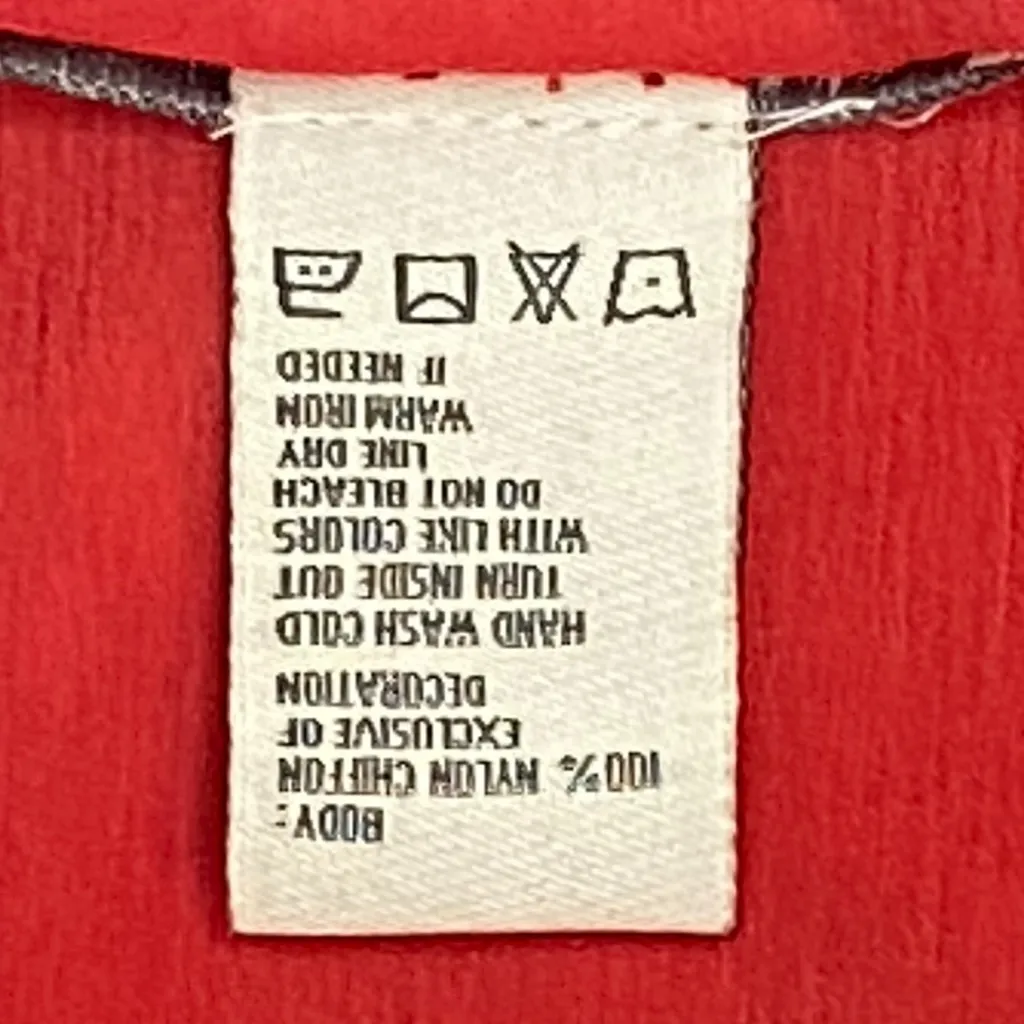 BODY:
100% NYLON CHIFFON
EXCLUSIVE OF
DECORATION
HAND WASH COLD
TURN INSIDE OUT
WITH LIKE COLORS
DO NOT BLEACH
LINE DRY
WARM IRON
IF NEEDED